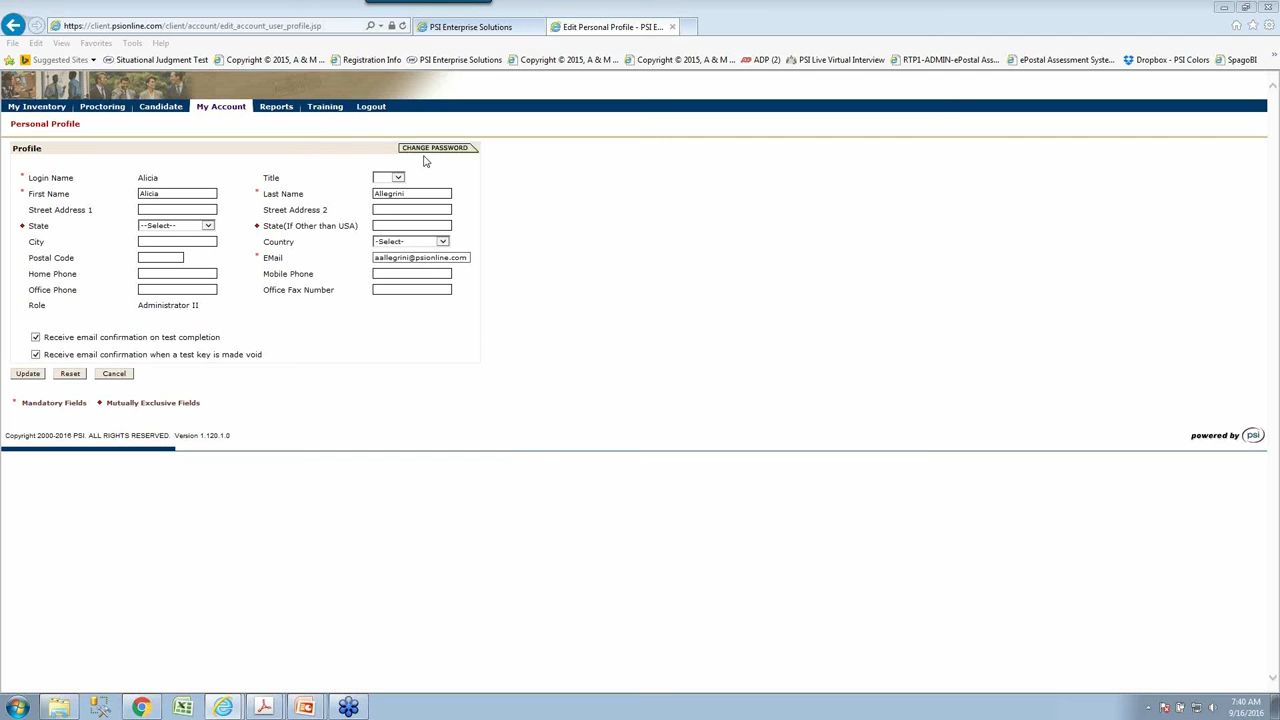 https://client.psionline.com/client/account/edit_account_user_profile.jsp
PSI Enterprise Solutions
Edit Personal Profile - PSI E...
File Edit View Favorites Tools Help
Suggested Sites
Situational Judgment Test
Copyright © 2015, A & M ...
Registration Info
PSI Enterprise Solutions
Copyright © 2015, A & M ...
Copyright © 2015, A & M ...
ADP (2)
PSI Live Virtual Interview
RTP1-ADMIN-ePostal Ass...
ePostal Assessment Syste...
Dropbox - PSI Colors
SpagoBI
My Inventory Proctoring Candidate My Account Reports Training Logout
Personal Profile
Profile CHANGE PASSWORD
* Login Name Alicia Title
* First Name Alicia * Last Name Allegrini
Street Address 1 Street Address 2
State --Select-- State(If Other than USA)
City Country -Select-
Postal Code * EMail aallegrini@psionline.com
Home Phone Mobile Phone
Office Phone Office Fax Number
Role Administrator II
Receive email confirmation on test completion
Receive email confirmation when a test key is made void
Update Reset Cancel
* Mandatory Fields Mutually Exclusive Fields
Copyright 2000-2016 PSI. ALL RIGHTS RESERVED. Version 1.120.1.0
powered by psi
7:40 AM
9/16/2016